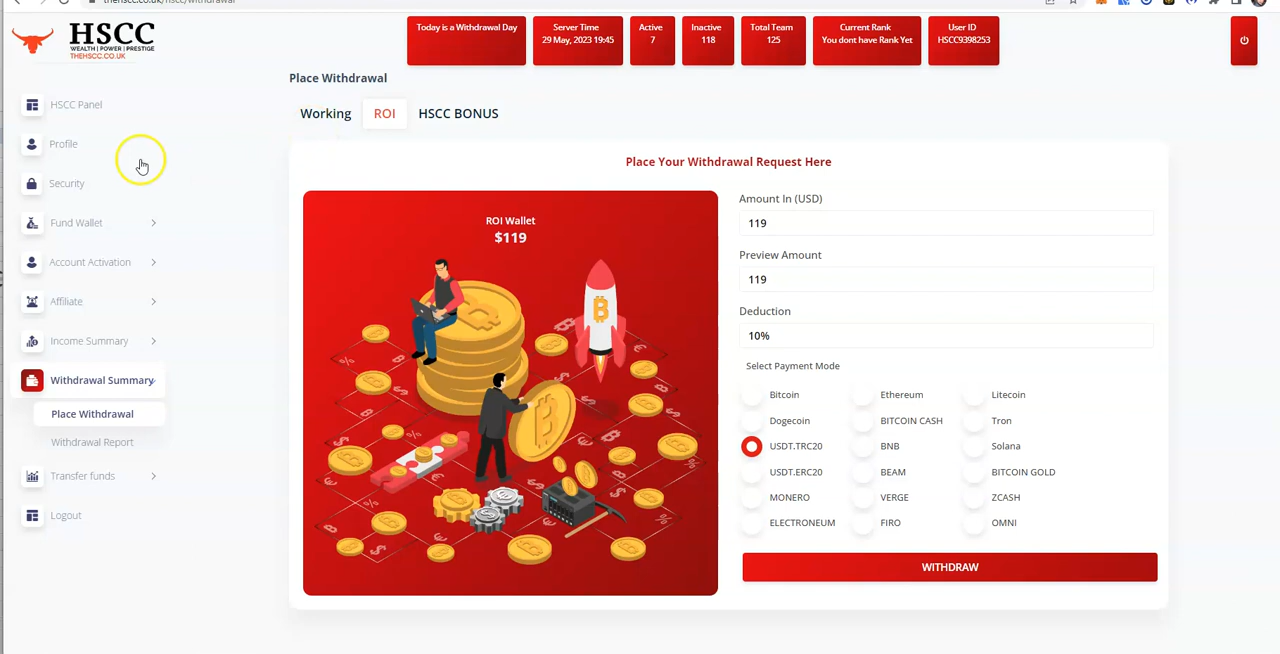 thehscc.co.uk/hscc/withdrawal
HSCC
WEALTH | POWER | PRESTIGE
THEHSCC.CO.UK
Today is a Withdrawal Day
Server Time
29 May, 2023 19:45
Active
7
Inactive
118
Total Team
125
Current Rank
You dont have Rank Yet
User ID
HSCC9398253
HSCC Panel
Profile
Security
Fund Wallet
Account Activation
Affiliate
Income Summary
Withdrawal Summary
Place Withdrawal
Withdrawal Report
Transfer funds
Logout
Place Withdrawal
Working ROI HSCC BONUS
Place Your Withdrawal Request Here
ROI Wallet
$119
Amount In (USD)
119
Preview Amount
119
Deduction
10%
Select Payment Mode
Bitcoin Ethereum Litecoin
Dogecoin BITCOIN CASH Tron
USDT.TRC20 BNB Solana
USDT.ERC20 BEAM BITCOIN GOLD
MONERO VERGE ZCASH
ELECTRONEUM FIRO OMNI
WITHDRAW